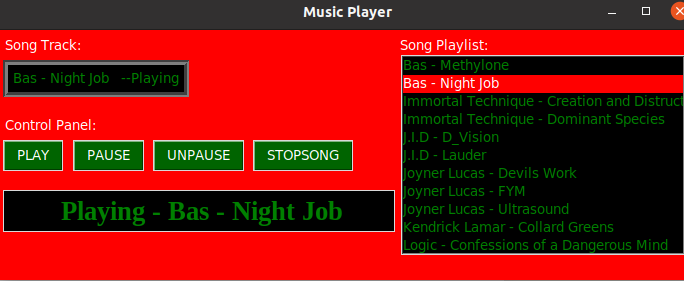 Music Player
Song Track:
Bas - Night Job --Playing
Control Panel:
PLAY PAUSE UNPAUSE STOPSONG
Playing - Bas - Night Job
Song Playlist:
Bas - Methylone
Bas - Night Job
Immortal Technique - Creation and Distruct
Immortal Technique - Dominant Species
J.I.D - D_Vision
J.I.D - Lauder
Joyner Lucas - Devils Work
Joyner Lucas - FYM
Joyner Lucas - Ultrasound
Kendrick Lamar - Collard Greens
Logic - Confessions of a Dangerous Mind